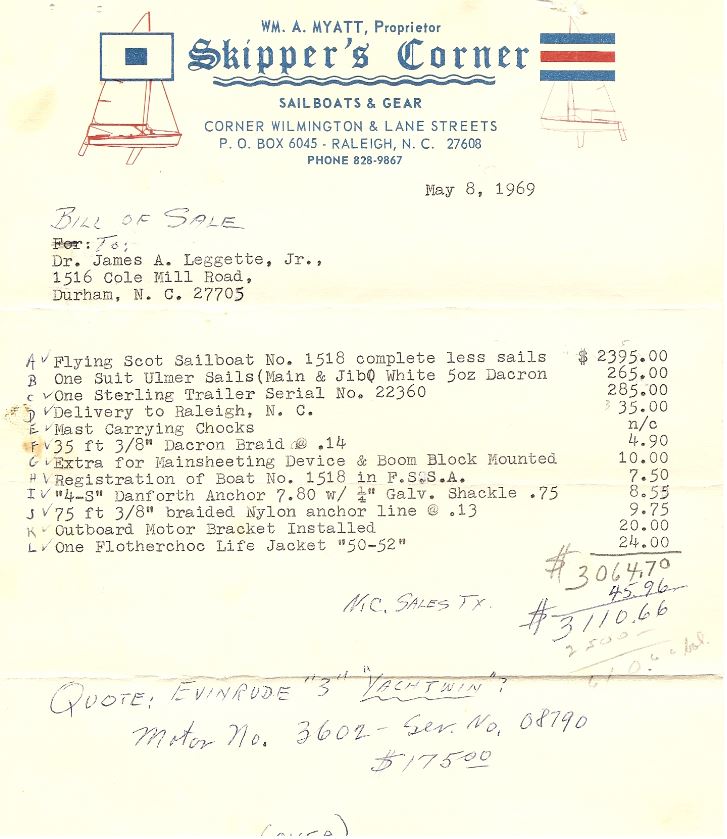 WM. A. MYATT, Proprietor
Skipper's Corner
SAILBOATS & GEAR
CORNER WILMINGTON & LANE STREETS
P. O. BOX 6045 - RALEIGH, N. C. 27608
PHONE 828-9867
May 8, 1969
BILL OF SALE
For: To:
Dr. James A. Leggette, Jr.,
1516 Cole Mill Road,
Durham, N. C. 27705
A ✓ Flying Scot Sailboat No. 1518 complete less sails $ 2395.00
B One Suit Ulmer Sails(Main & Jib) White 5oz Dacron 265.00
C ✓ One Sterling Trailer Serial No. 22360 285.00
D ✓ Delivery to Raleigh, N. C. 35.00
E ✓ Mast Carrying Chocks n/c
F ✓ 35 ft 3/8" Dacron Braid @ .14 4.90
G ✓ Extra for Mainsheeting Device & Boom Block Mounted 10.00
H ✓ Registration of Boat No. 1518 in F.S.S.A. 7.50
I ✓ "4-S" Danforth Anchor 7.80 w/ ¼" Galv. Shackle .75 8.55
J ✓ 75 ft 3/8" braided Nylon anchor line @ .13 9.75
K ✓ Outboard Motor Bracket Installed 20.00
L ✓ One Flotherchoc Life Jacket "50-52" 24.00
$ 3064.70
N.C. SALES TX. 45.96
$ 3110.66
2500
610.66 bal.
QUOTE: EVINRUDE "3" "YACHTWIN":
Motor No. 3602 - Ser. No. 08790
$175.00
(OVER)